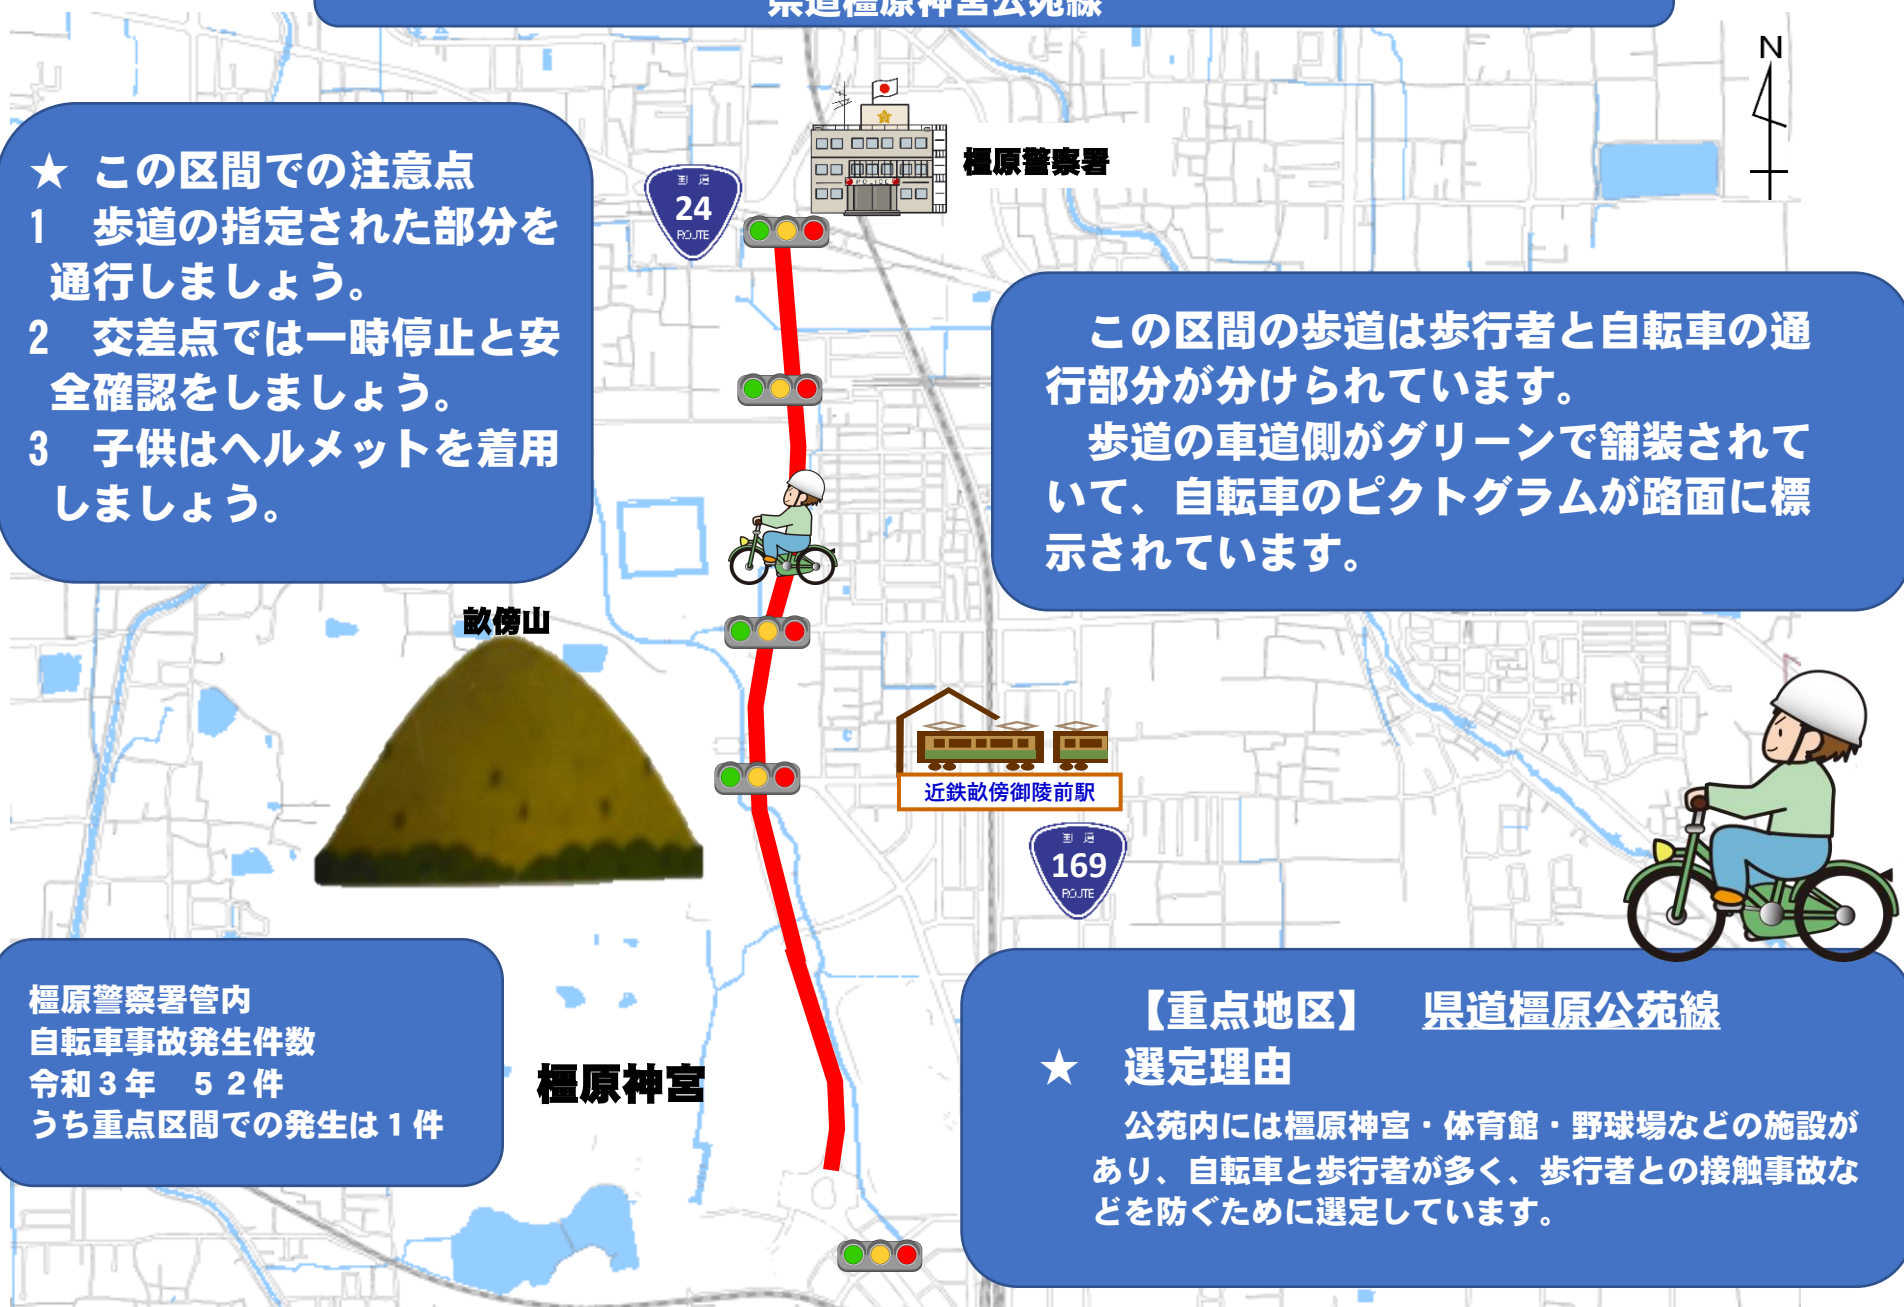 県道橿原神宮公苑線
N
橿原警察署
POLICE
国道
24
ROUTE
★ この区間での注意点
1 歩道の指定された部分を
通行しましょう。
2 交差点では一時停止と安
全確認をしましょう。
3 子供はヘルメットを着用
しましょう。
この区間の歩道は歩行者と自転車の通
行部分が分けられています。
歩道の車道側がグリーンで舗装されて
いて、自転車のピクトグラムが路面に標
示されています。
畝傍山
近鉄畝傍御陵前駅
国道
169
ROUTE
橿原警察署管内
自転車事故発生件数
令和3年 52件
うち重点区間での発生は1件
橿原神宮
【重点地区】 県道橿原公苑線
★ 選定理由
公苑内には橿原神宮・体育館・野球場などの施設が
あり、自転車と歩行者が多く、歩行者との接触事故な
どを防ぐために選定しています。